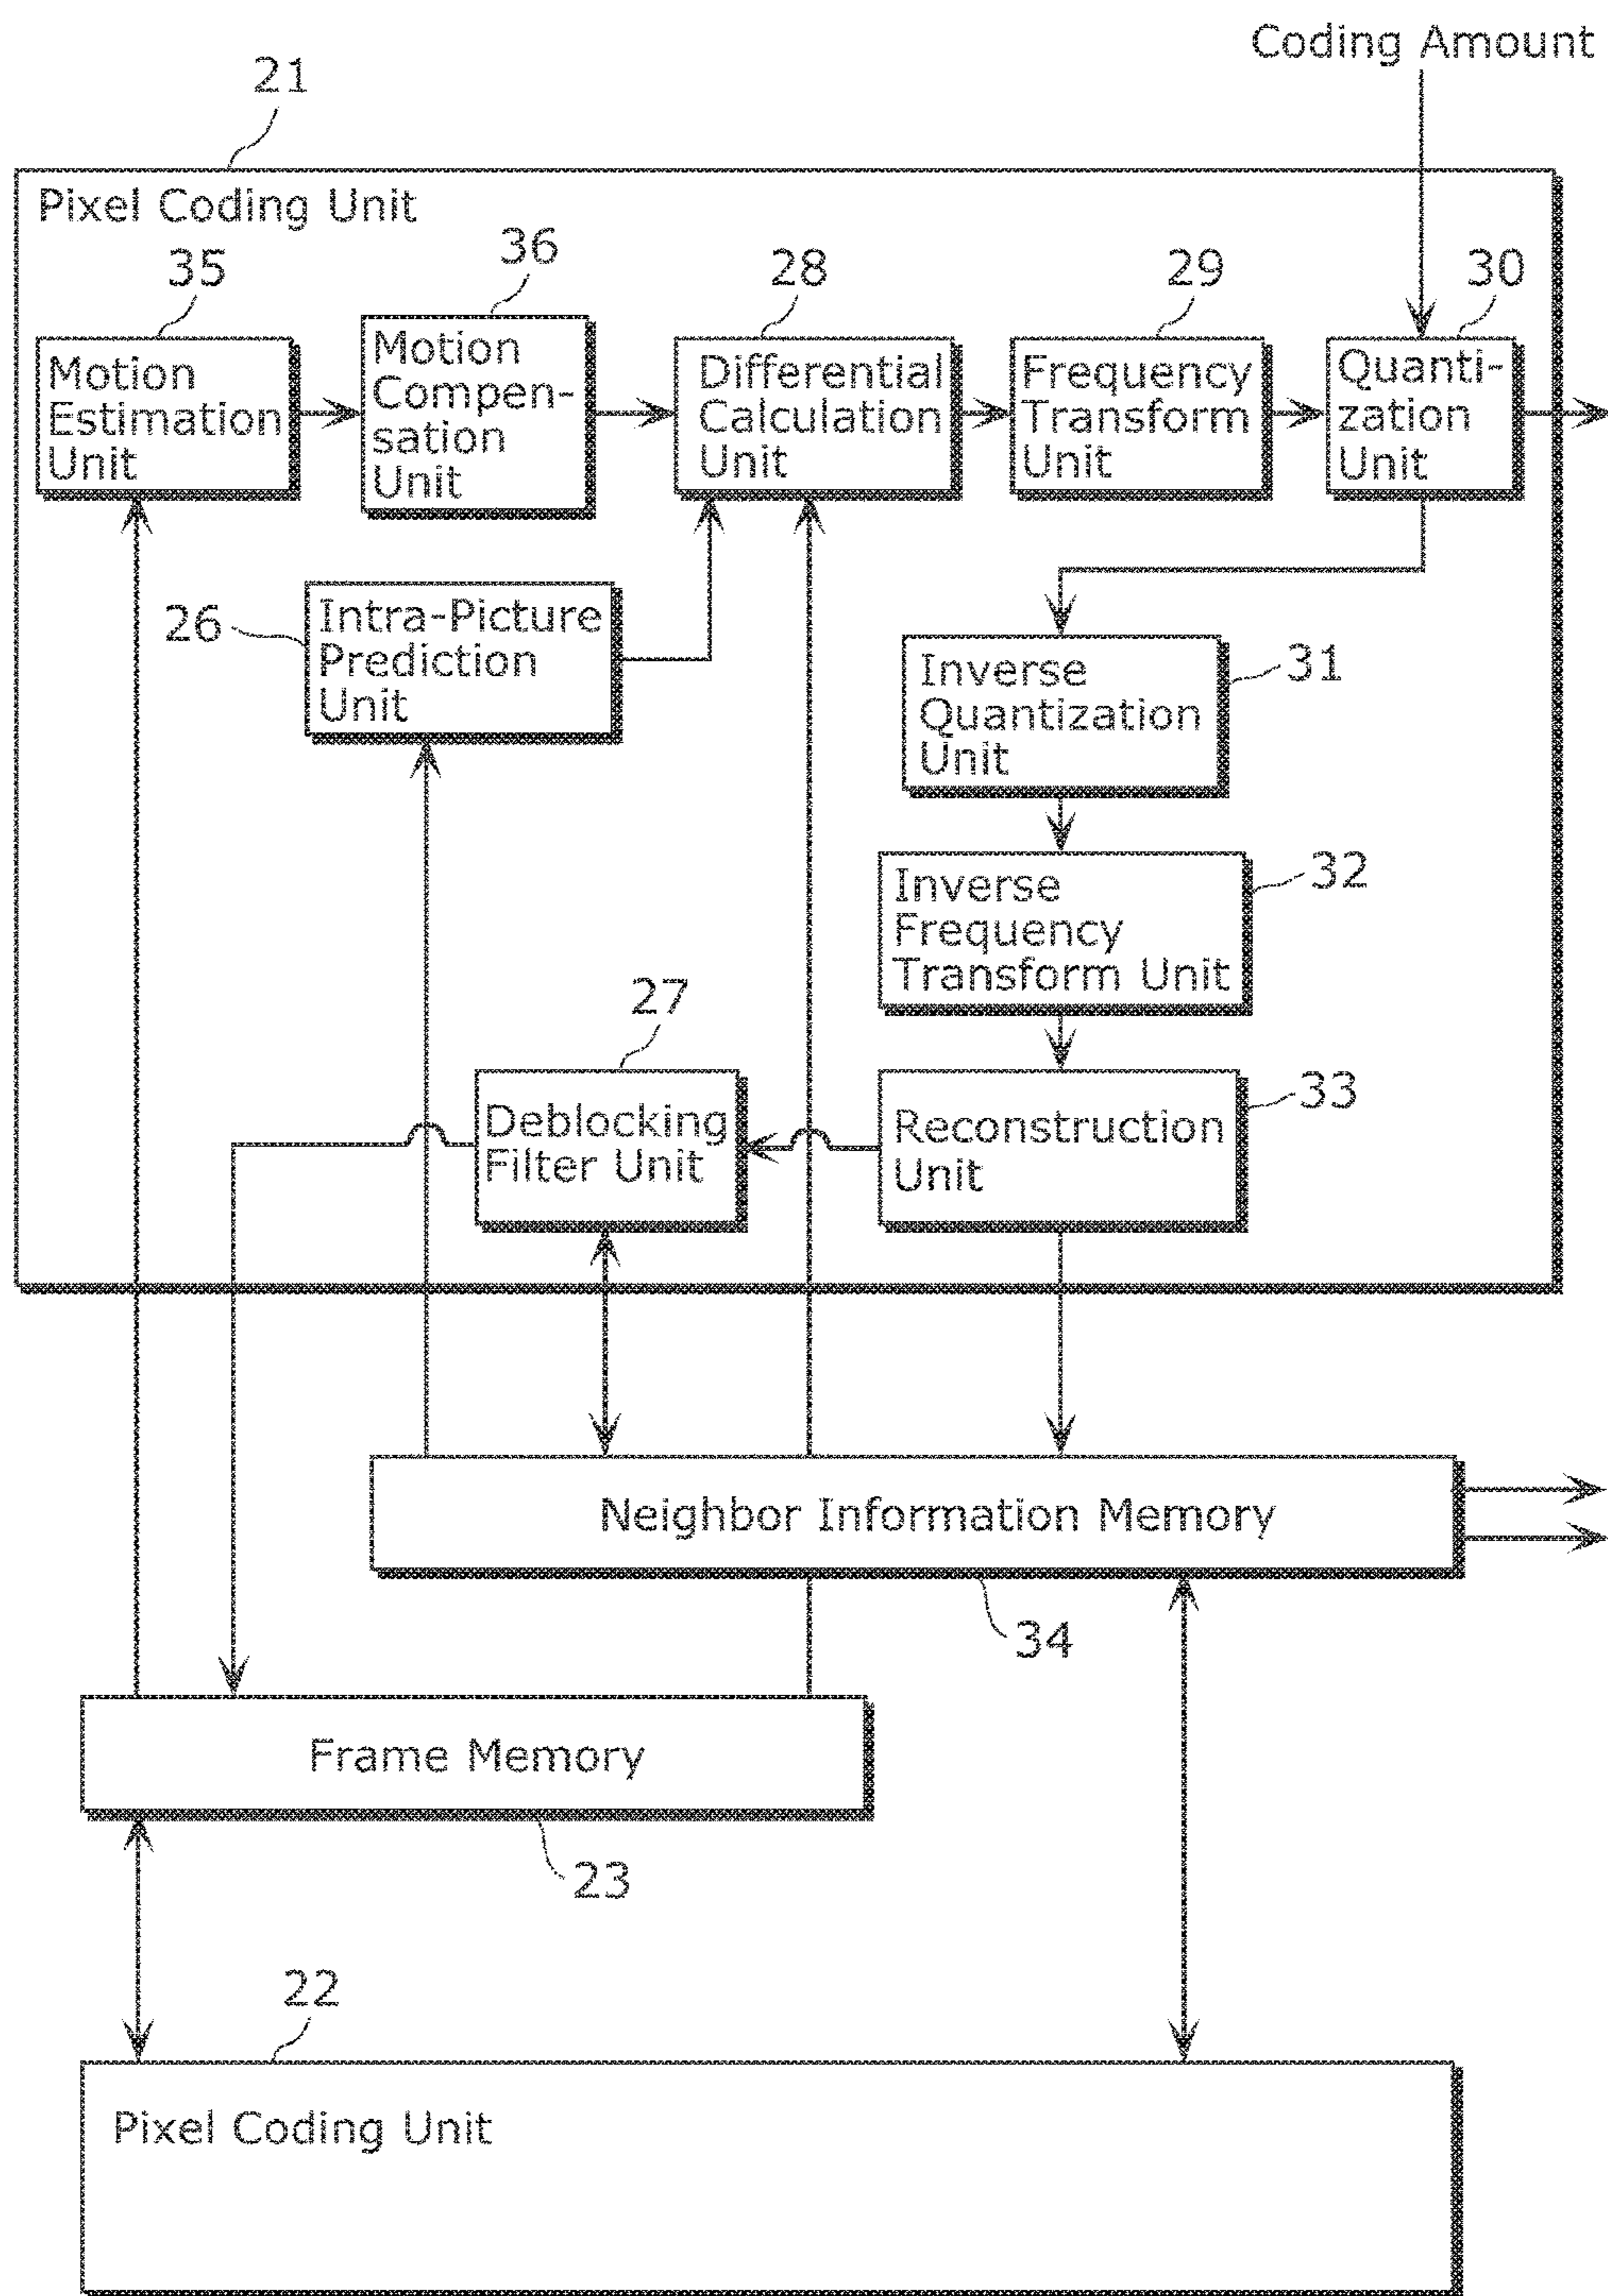 Coding Amount
21
Pixel Coding Unit
35
36
28
29
30
Motion
Estimation
Unit
Motion
Compen-
sation
Unit
Differential
Calculation
Unit
Frequency
Transform
Unit
Quanti-
zation
Unit
26
Intra-Picture
Prediction
Unit
31
Inverse
Quantization
Unit
32
Inverse
Frequency
Transform Unit
27
33
Deblocking
Filter Unit
Reconstruction
Unit
Neighbor Information Memory
34
Frame Memory
23
22
Pixel Coding Unit